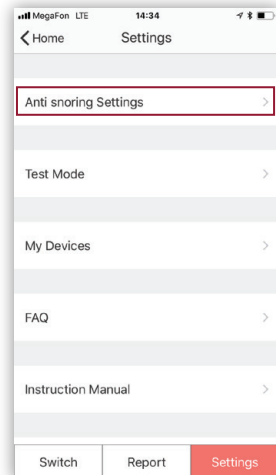 MegaFon LTE 14:34
Home Settings
Anti snoring Settings
Test Mode
My Devices
FAQ
Instruction Manual
Switch Report Settings